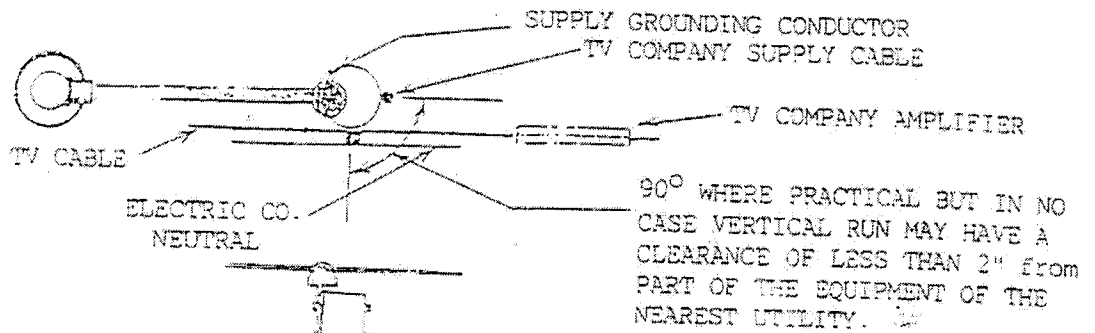 SUPPLY GROUNDING CONDUCTOR
TV COMPANY SUPPLY CABLE
TV COMPANY AMPLIFIER
TV CABLE
90° WHERE PRACTICAL BUT IN NO
CASE VERTICAL RUN MAY HAVE A
CLEARANCE OF LESS THAN 2" from
PART OF THE EQUIPMENT OF THE
NEAREST UTILITY.
ELECTRIC CO.
NEUTRAL